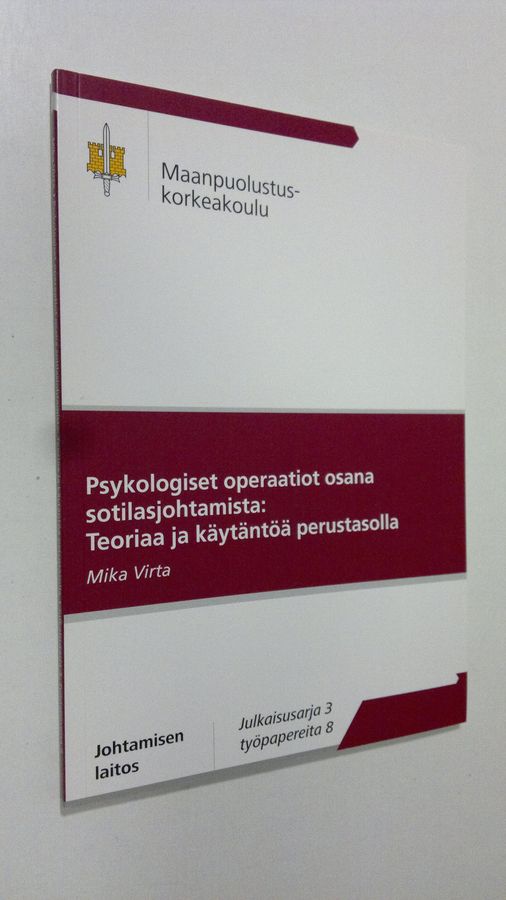 Maanpuolustus-
korkeakoulu
Psykologiset operaatiot osana
sotilasjohtamista:
Teoriaa ja käytäntöä perustasolla
Mika Virta
Johtamisen
laitos
Julkaisusarja 3
työpapereita 8